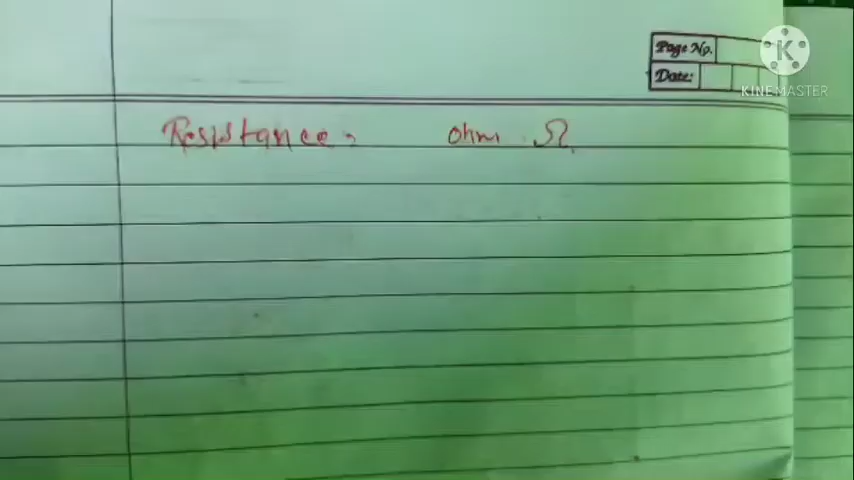 Page No.
Date:
KINEMASTER
Resistance = ohm . Ω